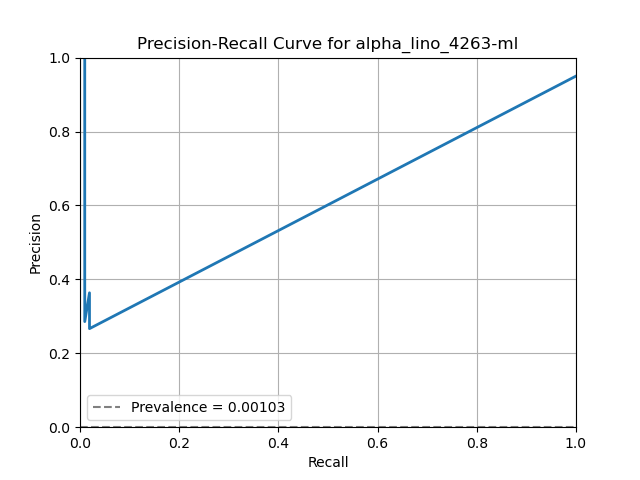 Precision-Recall Curve for alpha_lino_4263-ml
1.0
0.8
0.6
0.4
0.2
0.0
Precision
Prevalence = 0.00103
0.0 0.2 0.4 0.6 0.8 1.0
Recall